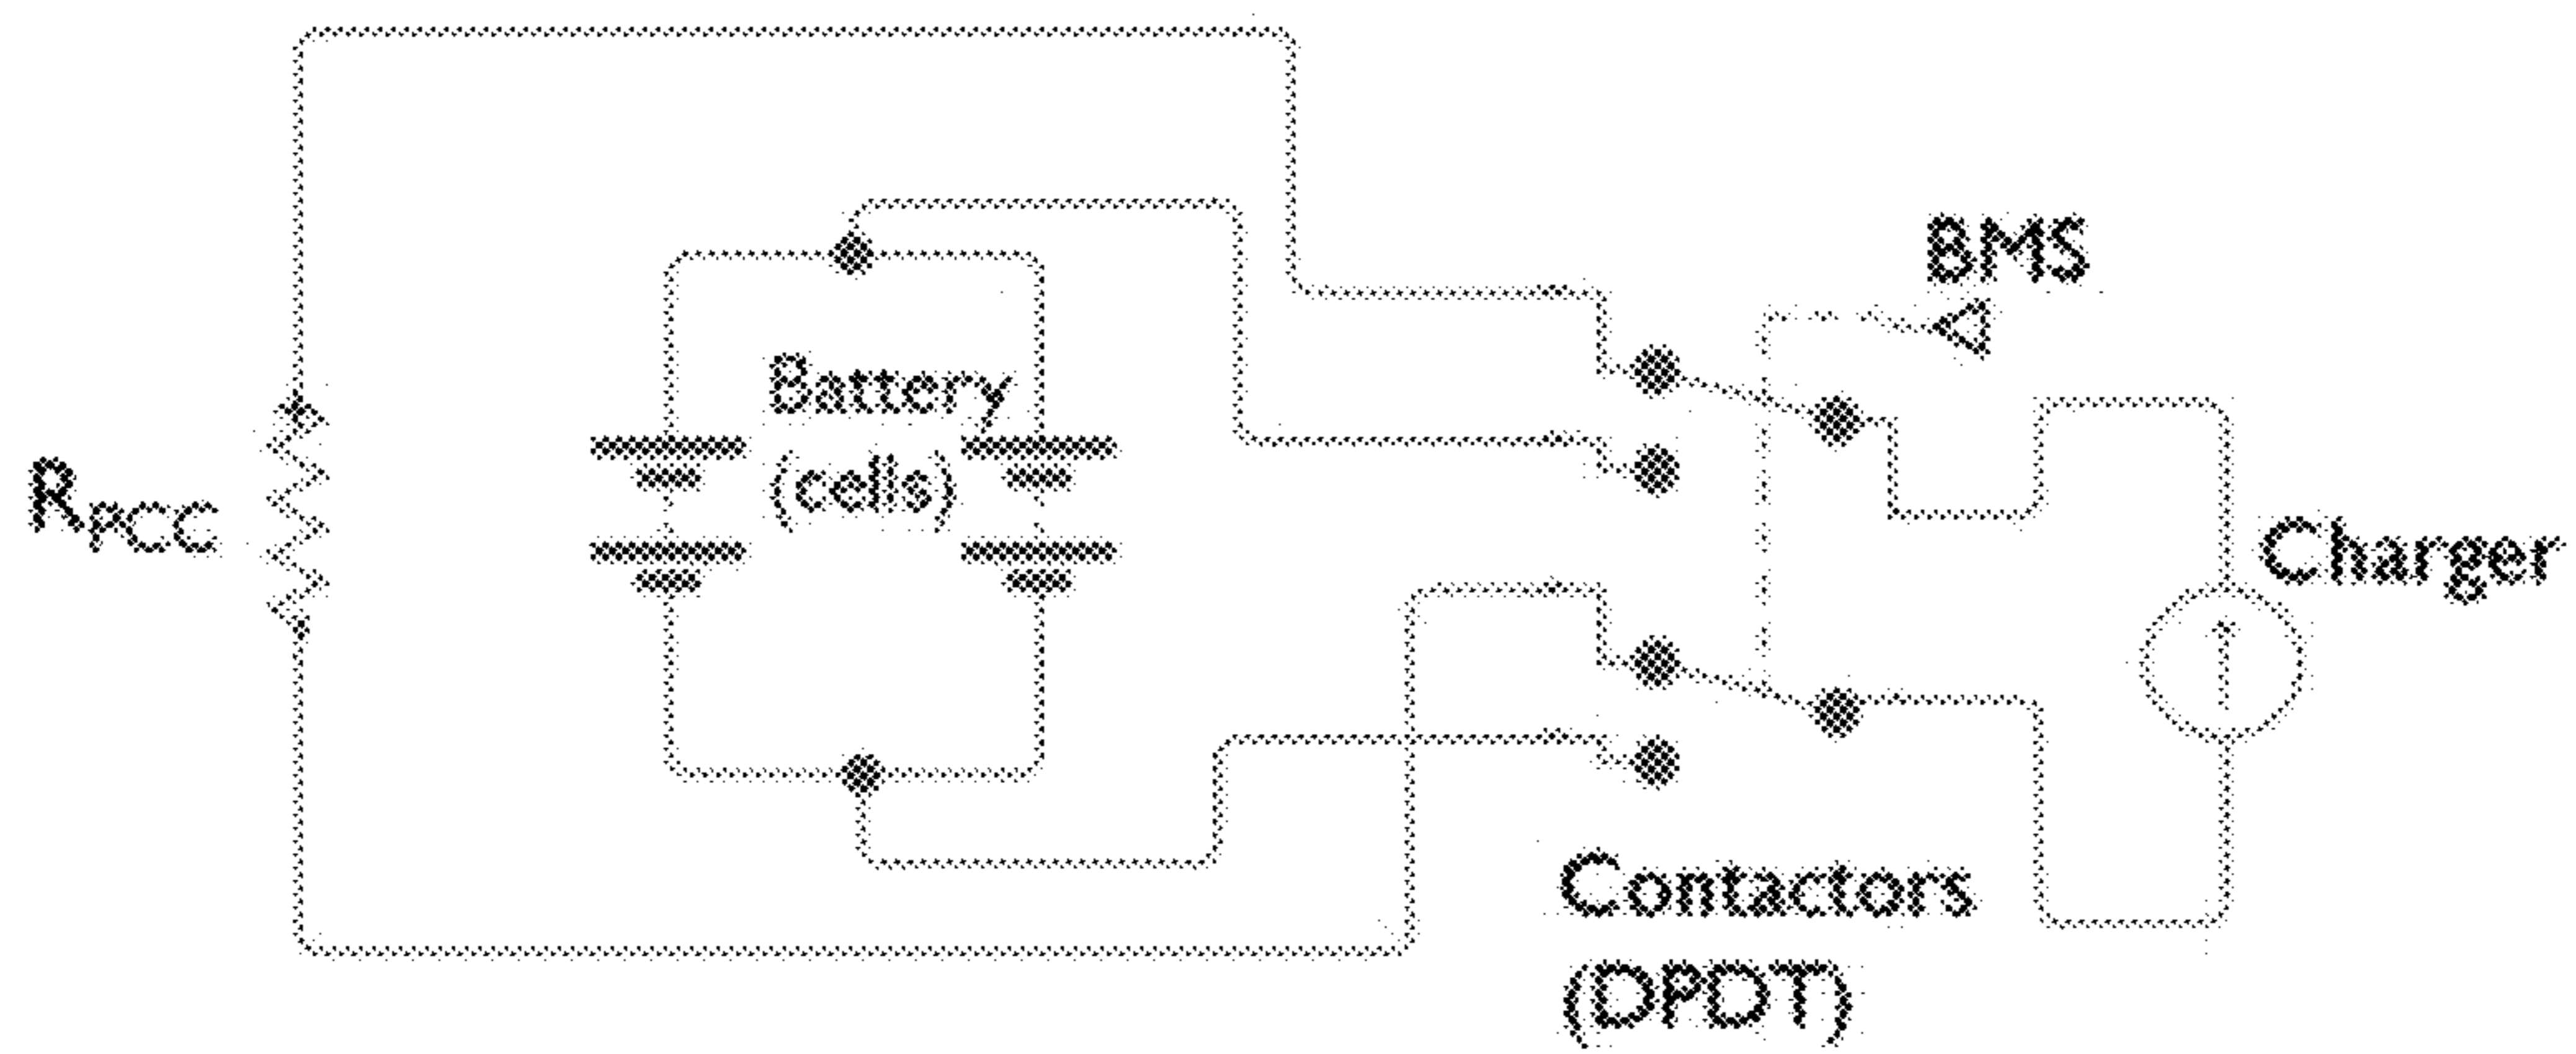 BMS
Battery
(cells)
RPCC
Charger
Contactors
(DPDT)